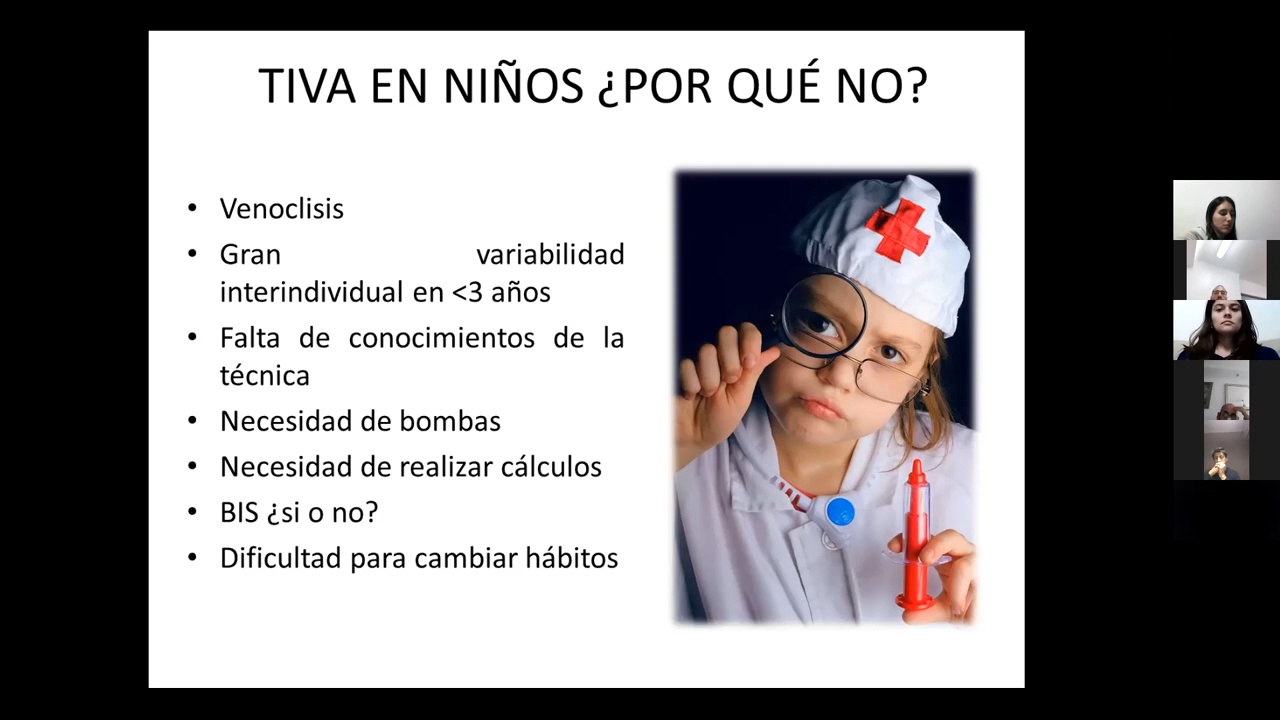 TIVA EN NIÑOS ¿POR QUÉ NO?
• Venoclisis
• Gran variabilidad
interindividual en <3 años
• Falta de conocimientos de la
técnica
• Necesidad de bombas
• Necesidad de realizar cálculos
• BIS ¿si o no?
• Dificultad para cambiar hábitos